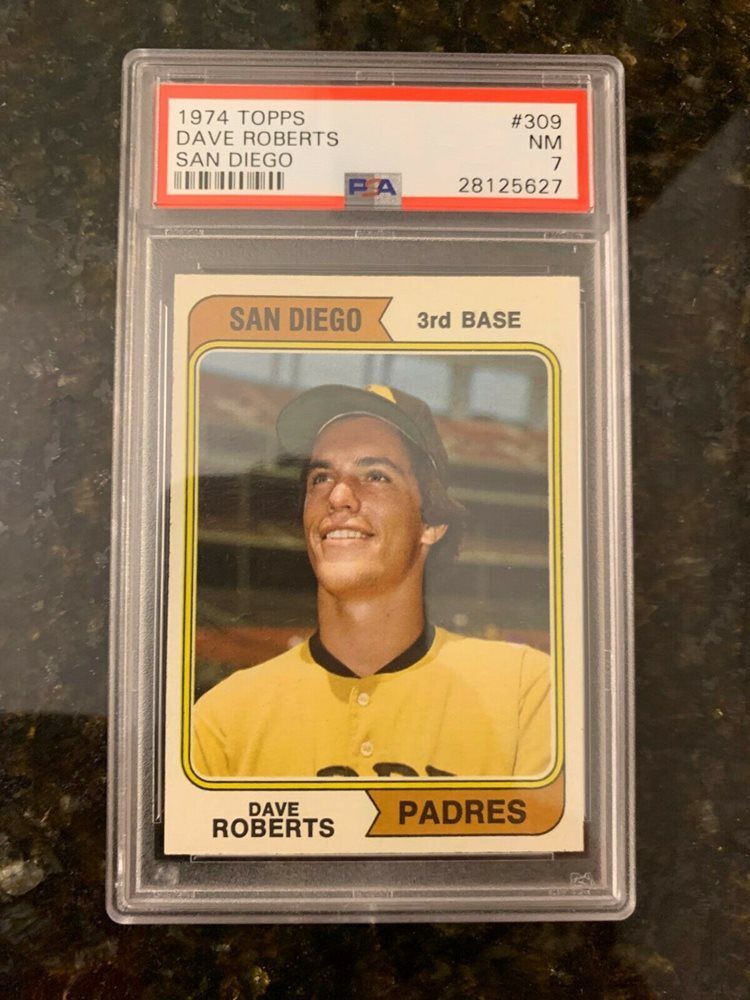 1974 TOPPS #309
DAVE ROBERTS NM
SAN DIEGO 7
PSA 28125627
SAN DIEGO 3rd BASE
DAVE
ROBERTS
PADRES